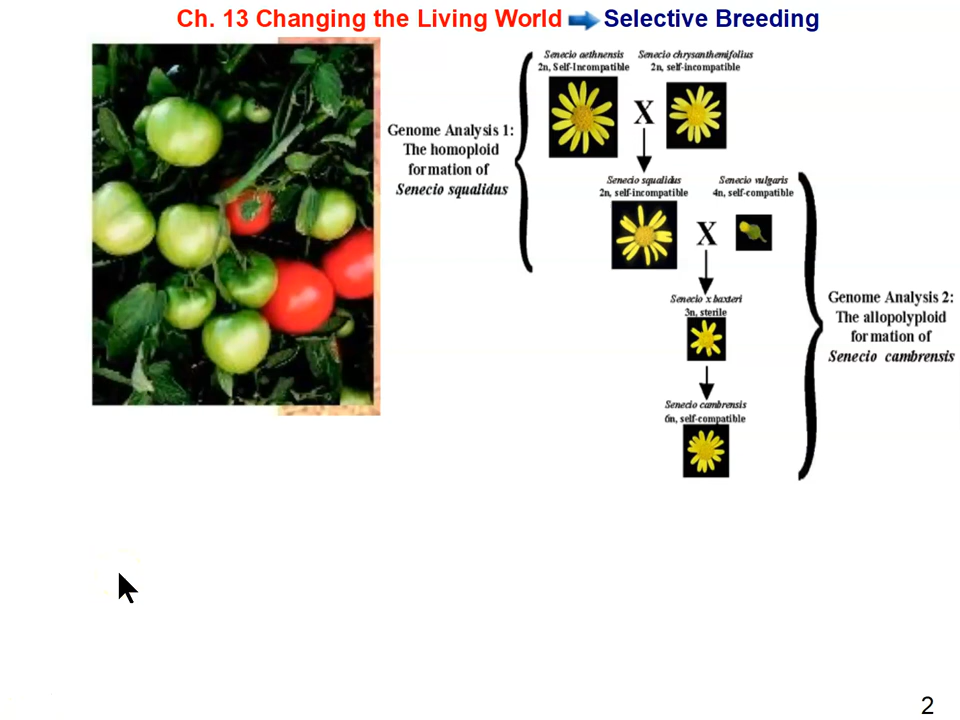 Ch. 13 Changing the Living World Selective Breeding
Senecio aethnensis
2n, Self-Incompatible
Senecio chrysanthemifolius
2n, self-incompatible
X
Genome Analysis 1:
The homoploid
formation of
Senecio squalidus
Senecio squalidus
2n, self-incompatible
Senecio vulgaris
4n, self-compatible
X
Senecio x baxteri
3n, sterile
Genome Analysis 2:
The allopolyploid
formation of
Senecio cambrensis
Senecio cambrensis
6n, self-compatible
2